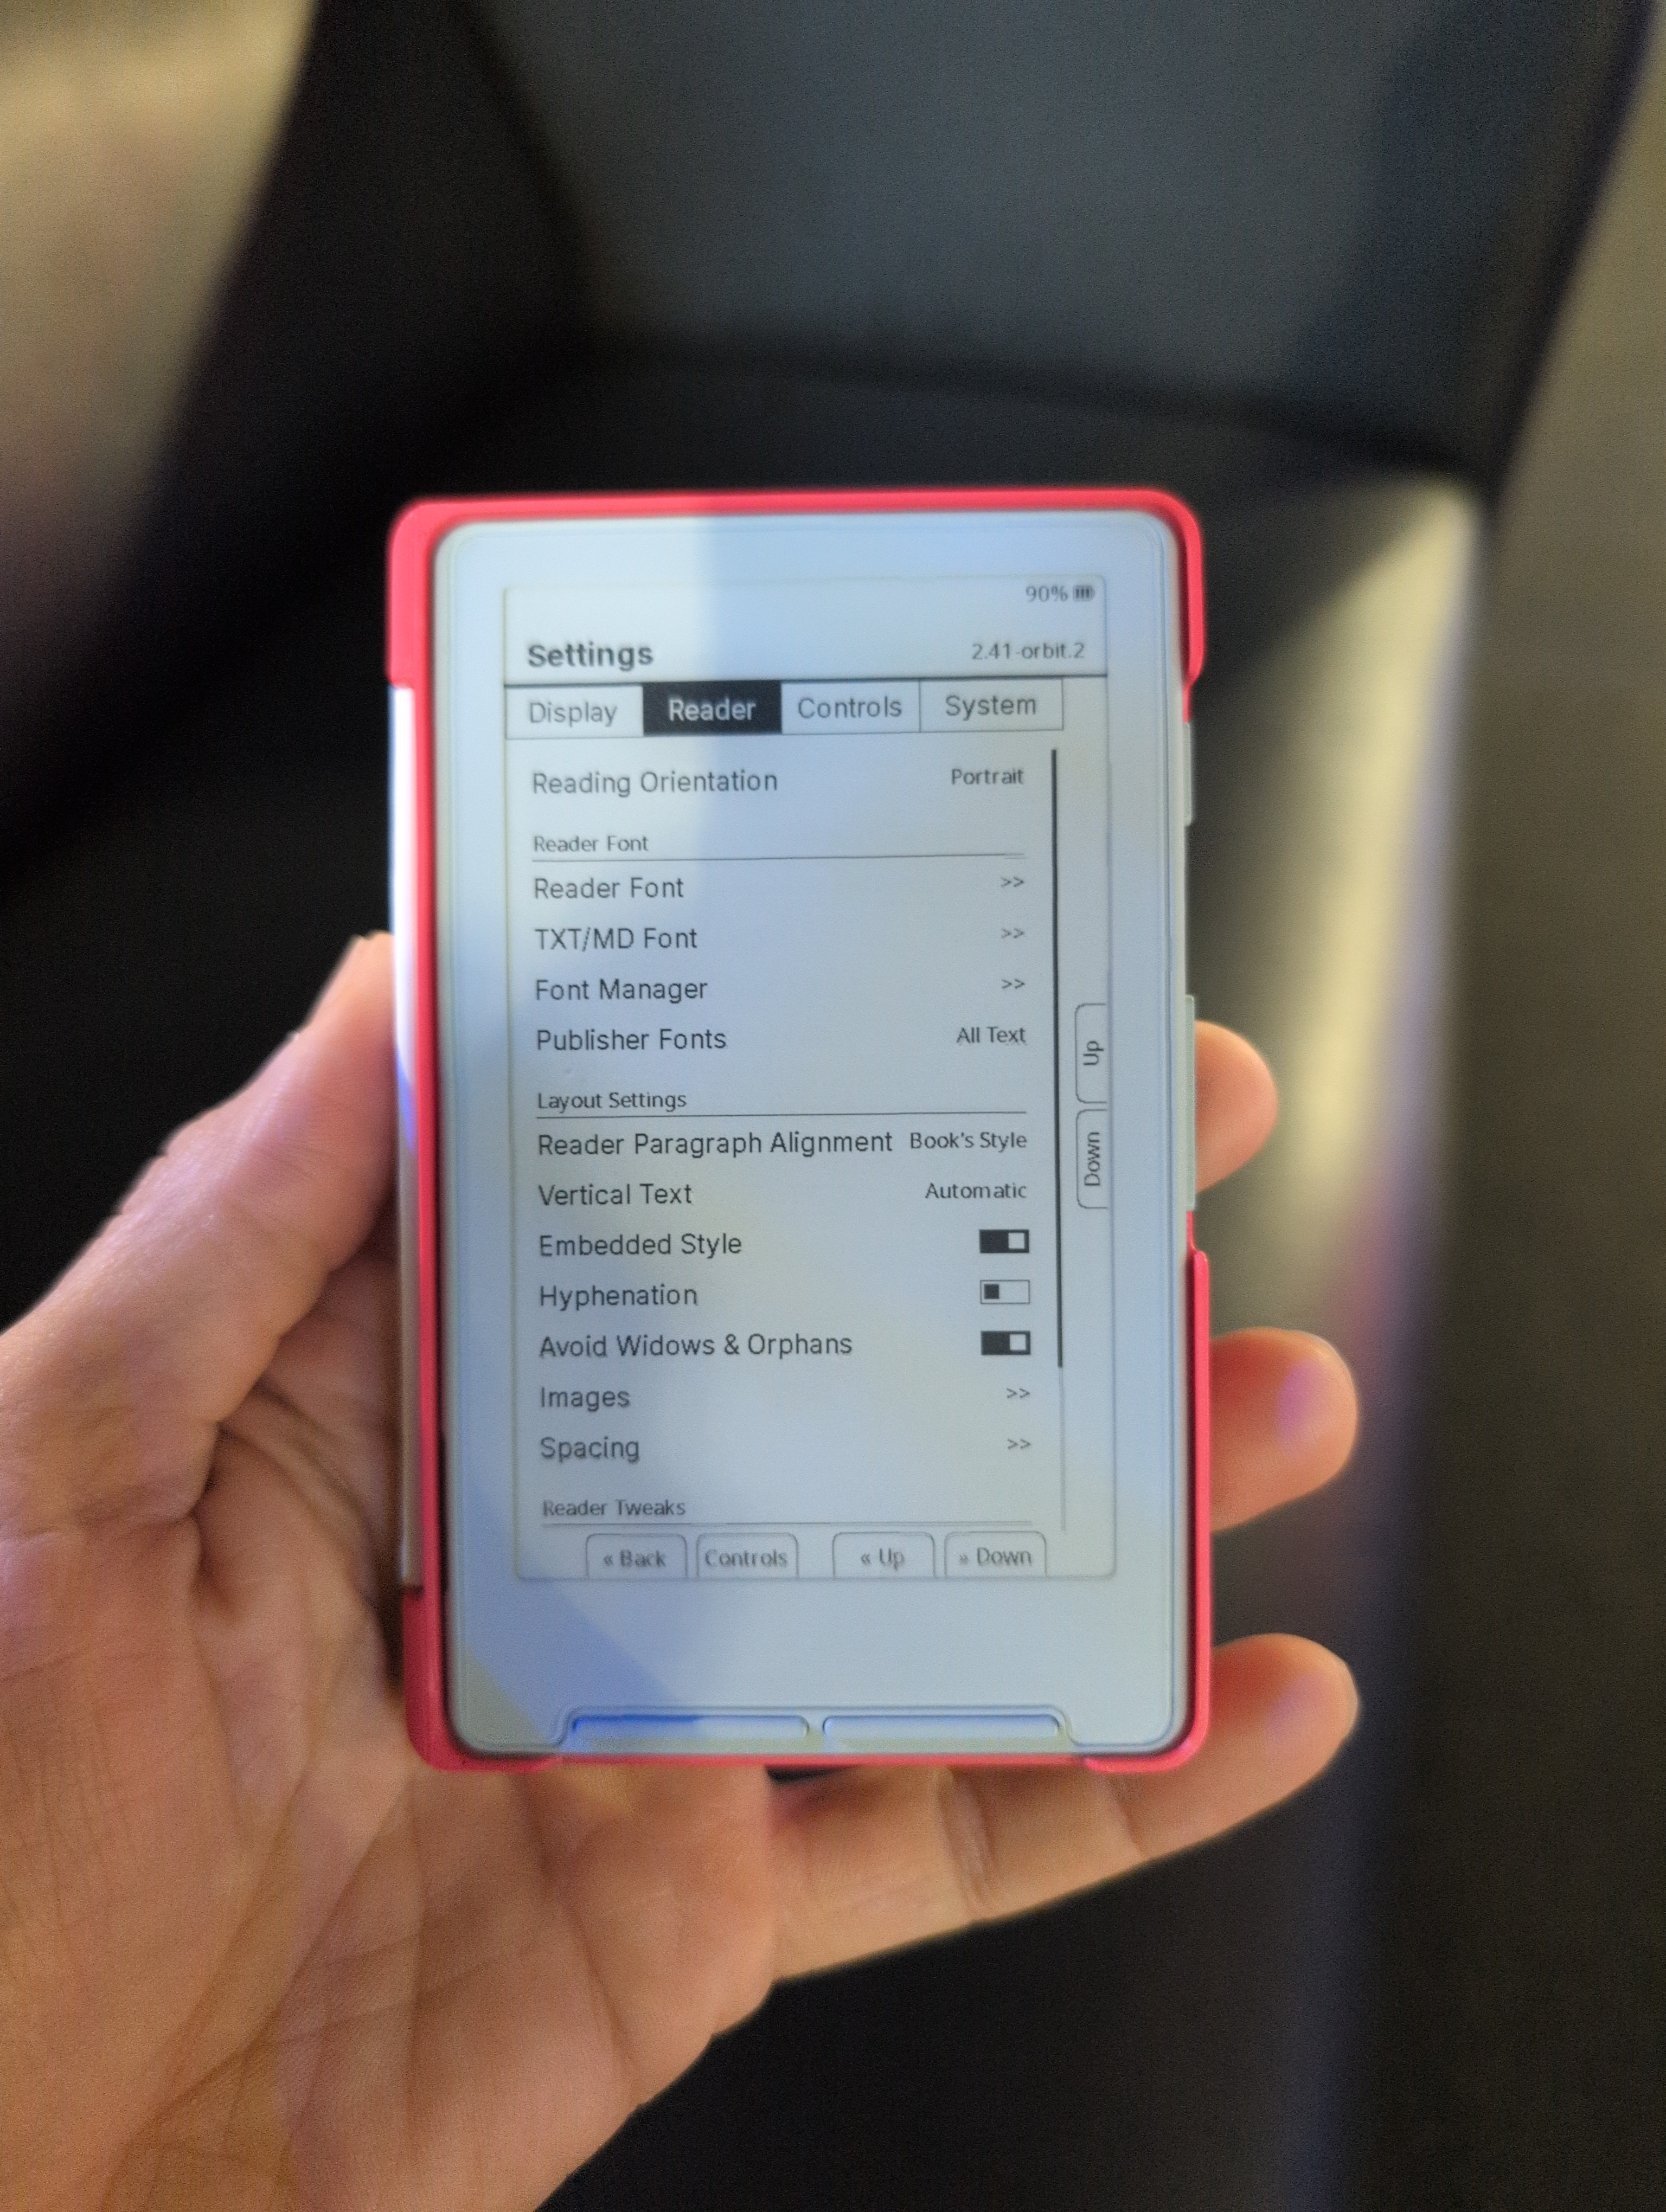 90%
Settings 2.41-orbit.2
Display Reader Controls System
Reading Orientation Portrait
Reader Font
Reader Font >>
TXT/MD Font >>
Font Manager >>
Publisher Fonts All Text
Up
Layout Settings
Reader Paragraph Alignment Book's Style
Down
Vertical Text Automatic
Embedded Style
Hyphenation
Avoid Widows & Orphans
Images >>
Spacing >>
Reader Tweaks
« Back Controls « Up » Down